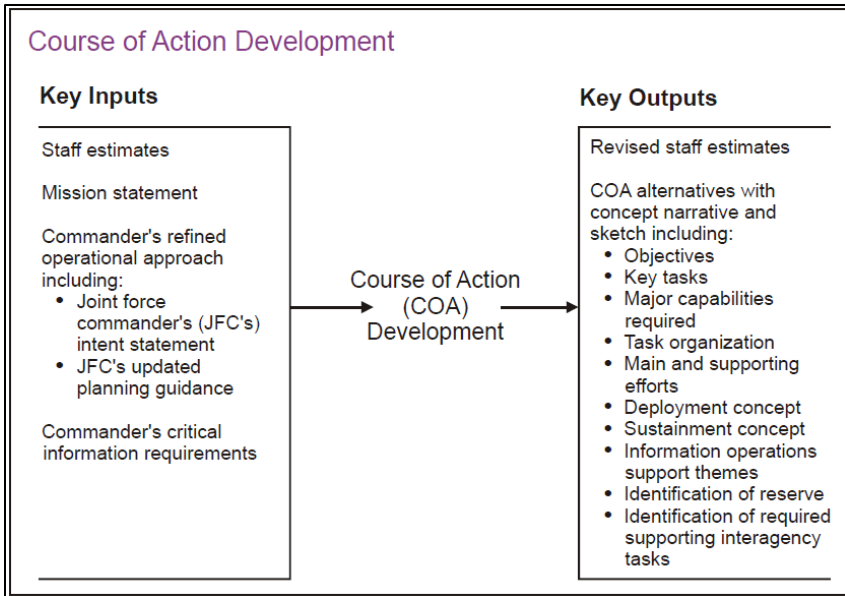 Course of Action Development
Key Inputs
Staff estimates
Mission statement
Commander's refined
operational approach
including:
• Joint force
commander's (JFC's)
intent statement
• JFC's updated
planning guidance
Commander's critical
information requirements
Course of Action
(COA)
Development
Key Outputs
Revised staff estimates
COA alternatives with
concept narrative and
sketch including:
• Objectives
• Key tasks
• Major capabilities
required
• Task organization
• Main and supporting
efforts
• Deployment concept
• Sustainment concept
• Information operations
support themes
• Identification of reserve
• Identification of required
supporting interagency
tasks